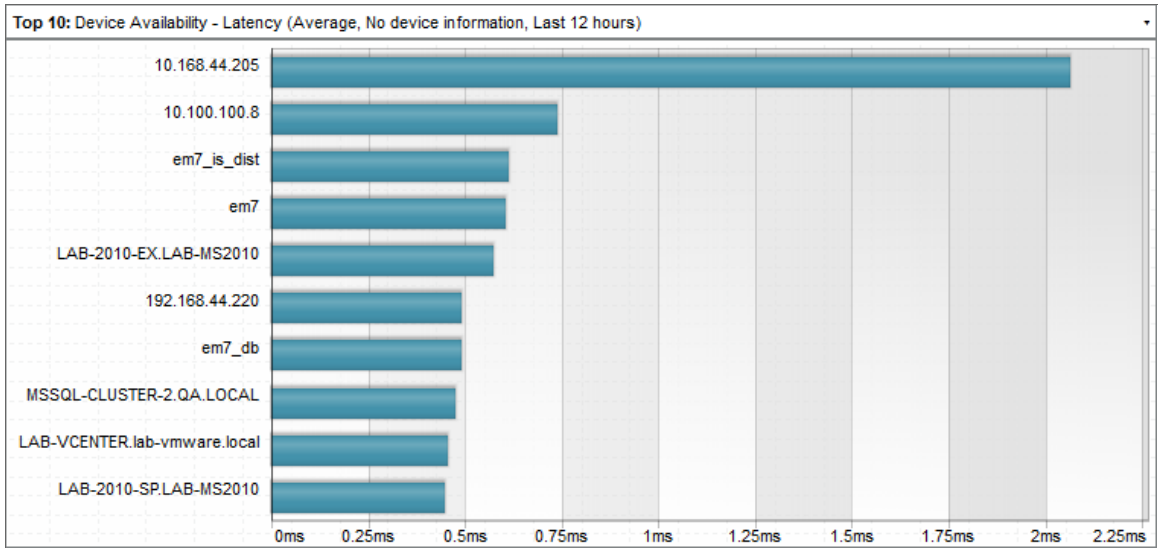 Top 10: Device Availability - Latency (Average, No device information, Last 12 hours)
10.168.44.205
10.100.100.8
em7_is_dist
em7
LAB-2010-EX.LAB-MS2010
192.168.44.220
em7_db
MSSQL-CLUSTER-2.QA.LOCAL
LAB-VCENTER.lab-vmware.local
LAB-2010-SP.LAB-MS2010
0ms 0.25ms 0.5ms 0.75ms 1ms 1.25ms 1.5ms 1.75ms 2ms 2.25ms